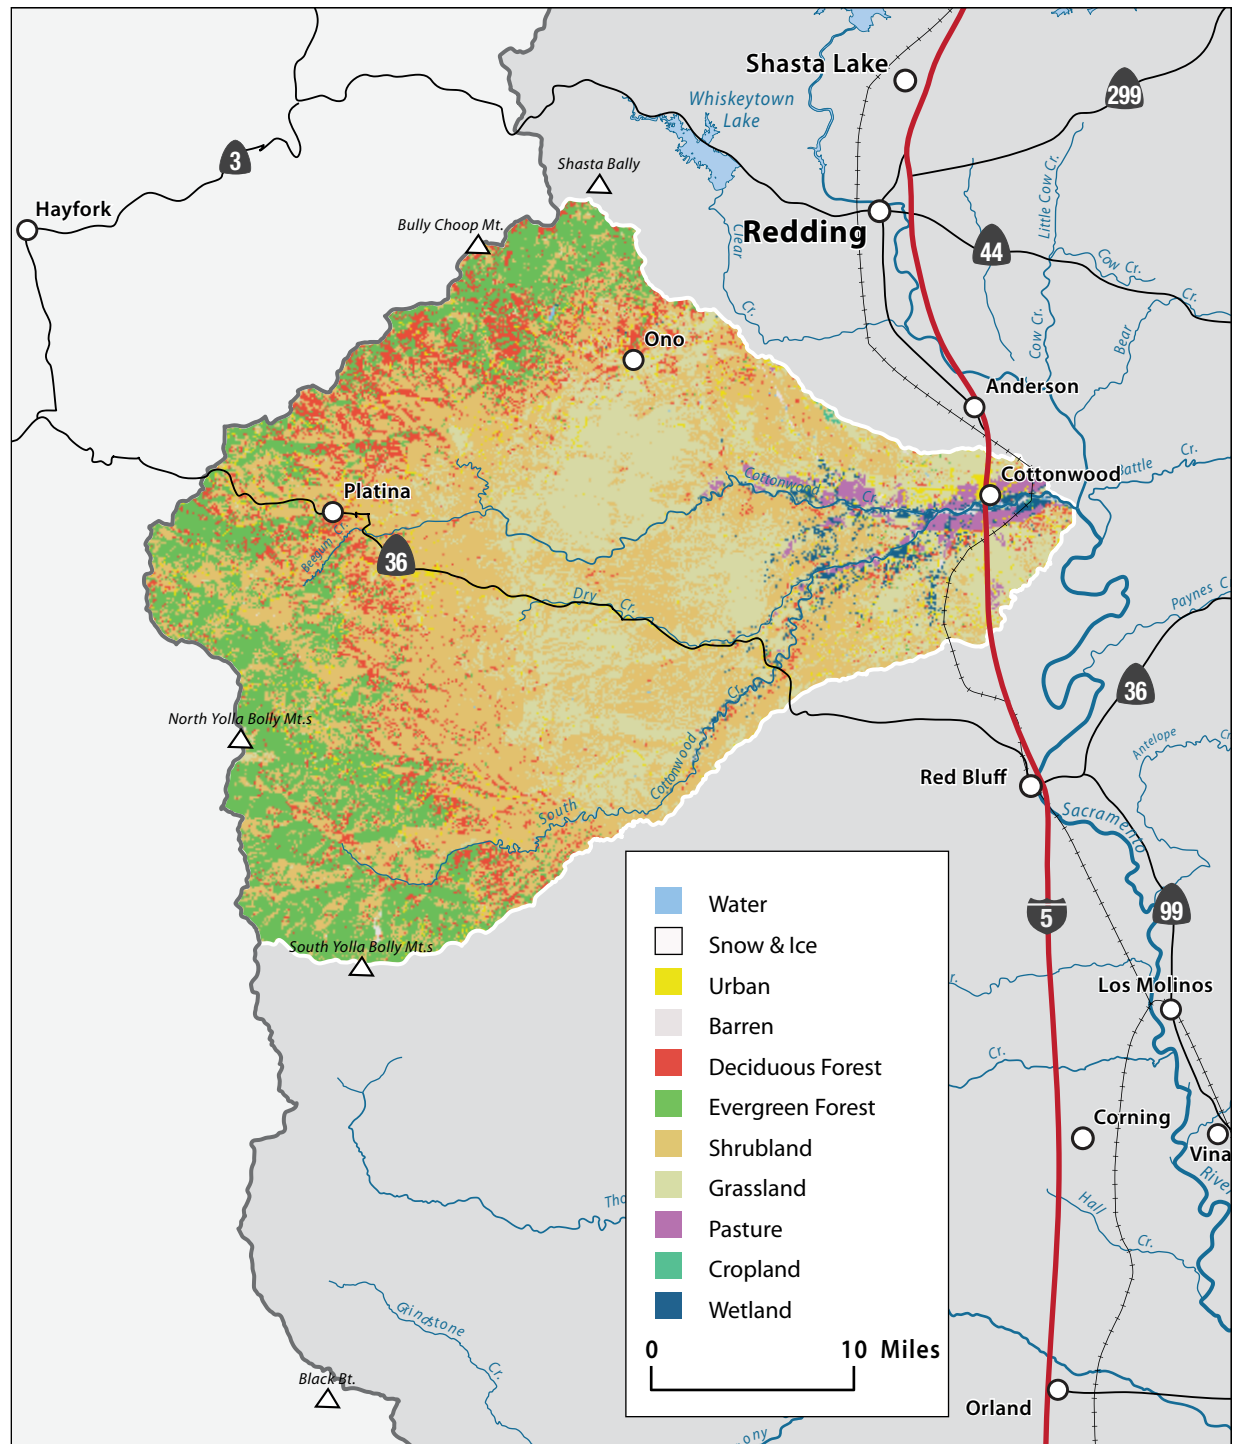 Shasta Lake
299
Whiskeytown
Lake
3
Shasta Bally
Little Cow Cr.
Hayfork
Bully Choop Mt.
Redding
Clear
44
Cow Cr.
Cr.
Cr.
Cow Cr.
Bear
Ono
Anderson
Battle
Cr.
Cottonwood
Cottonwood
Cr.
Platina
Beegum Cr.
36
Dry
Cr.
Paynes C
36
Cr.
North Yolla Bolly Mt.s
Antelope
Cr
Cottonwood
Red Bluff
South
Sacramento
Water
99
5
Snow & Ice
South Yolla Bolly Mt.s
Urban
r.
Los Molinos
Barren
Cr.
Deciduous Forest
Evergreen Forest
Corning
Shrubland
Vina
River
Grassland
Tho
Hall
Pasture
Cr.
Cropland
Wetland
Grindstone
Cr.
0
10 Miles
Black Bt.
Orland
ony